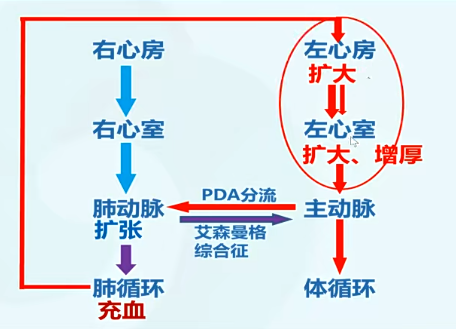 右心房
左心房
扩大
右心室
左心室
扩大、增厚
PDA分流
肺动脉
主动脉
扩张
艾森曼格
综合征
肺循环
体循环
充血